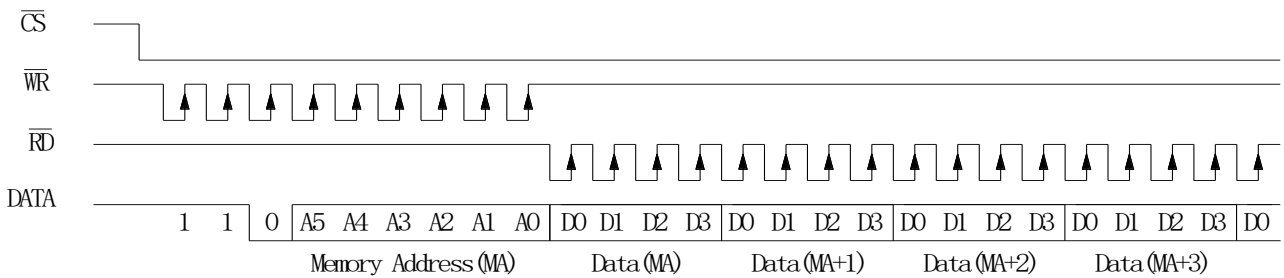 CS
WR
RD
DATA
1 1 0 A5 A4 A3 A2 A1 A0 D0 D1 D2 D3 D0 D1 D2 D3 D0 D1 D2 D3 D0 D1 D2 D3 D0
Memory Address(MA) Data(MA) Data(MA+1) Data(MA+2) Data(MA+3)